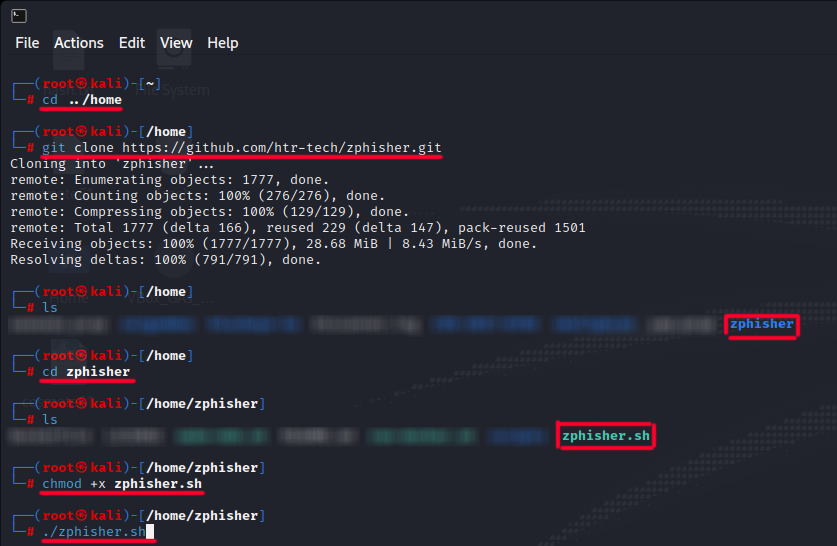 File Actions Edit View Help
┌──(root㉿kali)-[~]
└─# cd ../home
┌──(root㉿kali)-[/home]
└─# git clone https://github.com/htr-tech/zphisher.git
Cloning into 'zphisher'...
remote: Enumerating objects: 1777, done.
remote: Counting objects: 100% (276/276), done.
remote: Compressing objects: 100% (129/129), done.
remote: Total 1777 (delta 166), reused 229 (delta 147), pack-reused 1501
Receiving objects: 100% (1777/1777), 28.68 MiB | 8.43 MiB/s, done.
Resolving deltas: 100% (791/791), done.
┌──(root㉿kali)-[/home]
└─# ls
zphisher
┌──(root㉿kali)-[/home]
└─# cd zphisher
┌──(root㉿kali)-[/home/zphisher]
└─# ls
zphisher.sh
┌──(root㉿kali)-[/home/zphisher]
└─# chmod +x zphisher.sh
┌──(root㉿kali)-[/home/zphisher]
└─# ./zphisher.sh